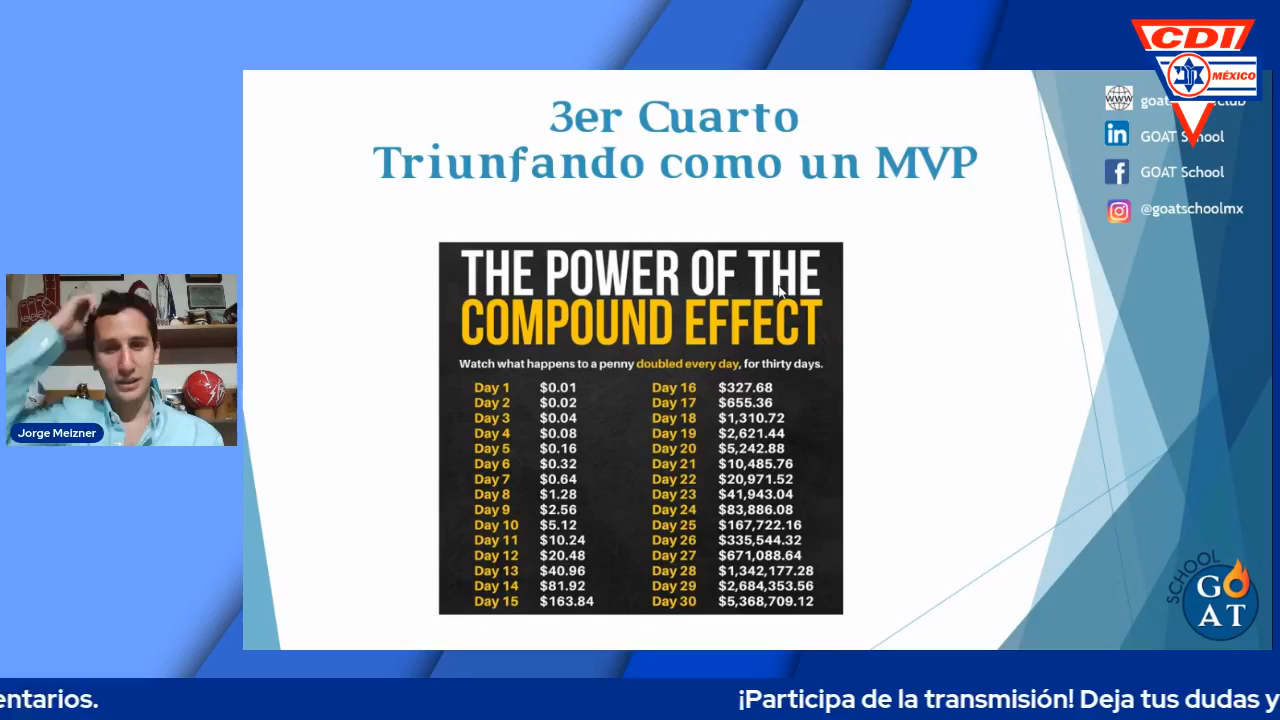 CDI
MÉXICO
3er Cuarto
Triunfando como un MVP
www
in
GOAT School
f
GOAT School
@goatschoolmx
THE POWER OF THE
COMPOUND EFFECT
Watch what happens to a penny doubled every day, for thirty days.
Day 1 $0.01 Day 16 $327.68
Day 2 $0.02 Day 17 $655.36
Day 3 $0.04 Day 18 $1,310.72
Day 4 $0.08 Day 19 $2,621.44
Day 5 $0.16 Day 20 $5,242.88
Day 6 $0.32 Day 21 $10,485.76
Day 7 $0.64 Day 22 $20,971.52
Day 8 $1.28 Day 23 $41,943.04
Day 9 $2.56 Day 24 $83,886.08
Day 10 $5.12 Day 25 $167,722.16
Day 11 $10.24 Day 26 $335,544.32
Day 12 $20.48 Day 27 $671,088.64
Day 13 $40.96 Day 28 $1,342,177.28
Day 14 $81.92 Day 29 $2,684,353.56
Day 15 $163.84 Day 30 $5,368,709.12
Jorge Meizner
SCHOOL
GO
AT
entarios. ¡Participa de la transmisión! Deja tus dudas y